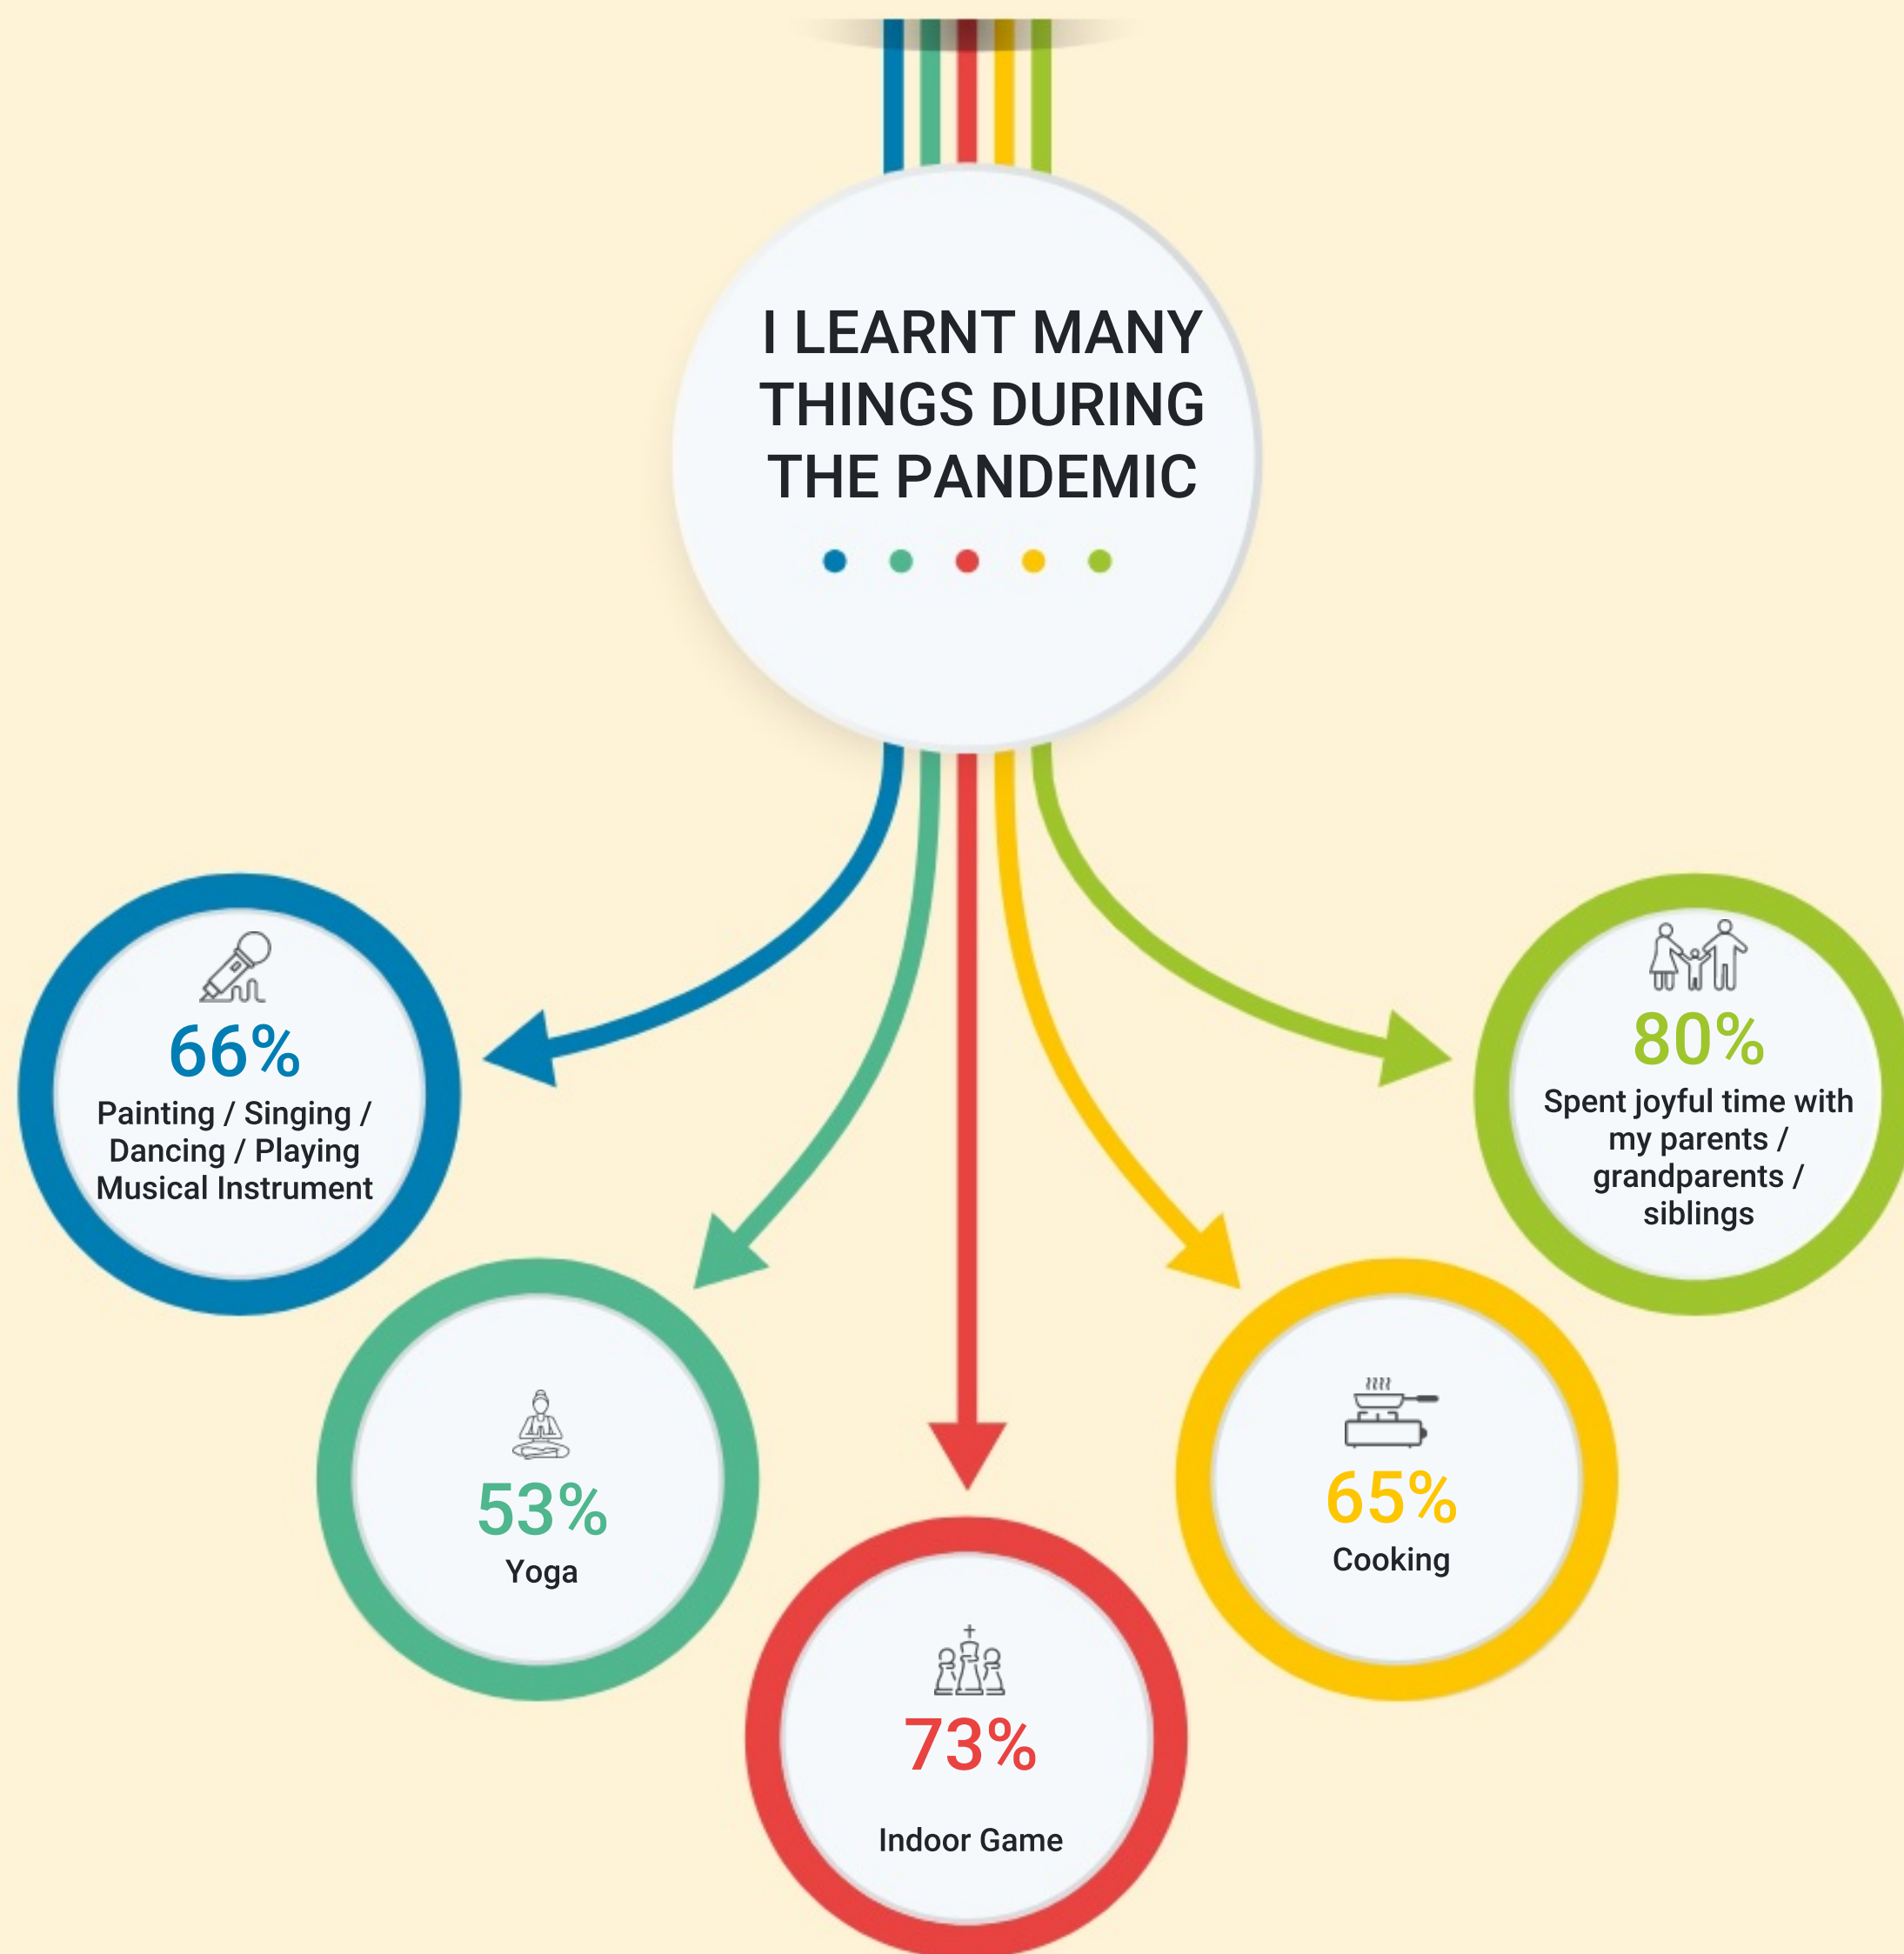 I LEARNT MANY
THINGS DURING
THE PANDEMIC
66%
Painting / Singing /
Dancing / Playing
Musical Instrument
53%
Yoga
73%
Indoor Game
65%
Cooking
80%
Spent joyful time with
my parents /
grandparents /
siblings